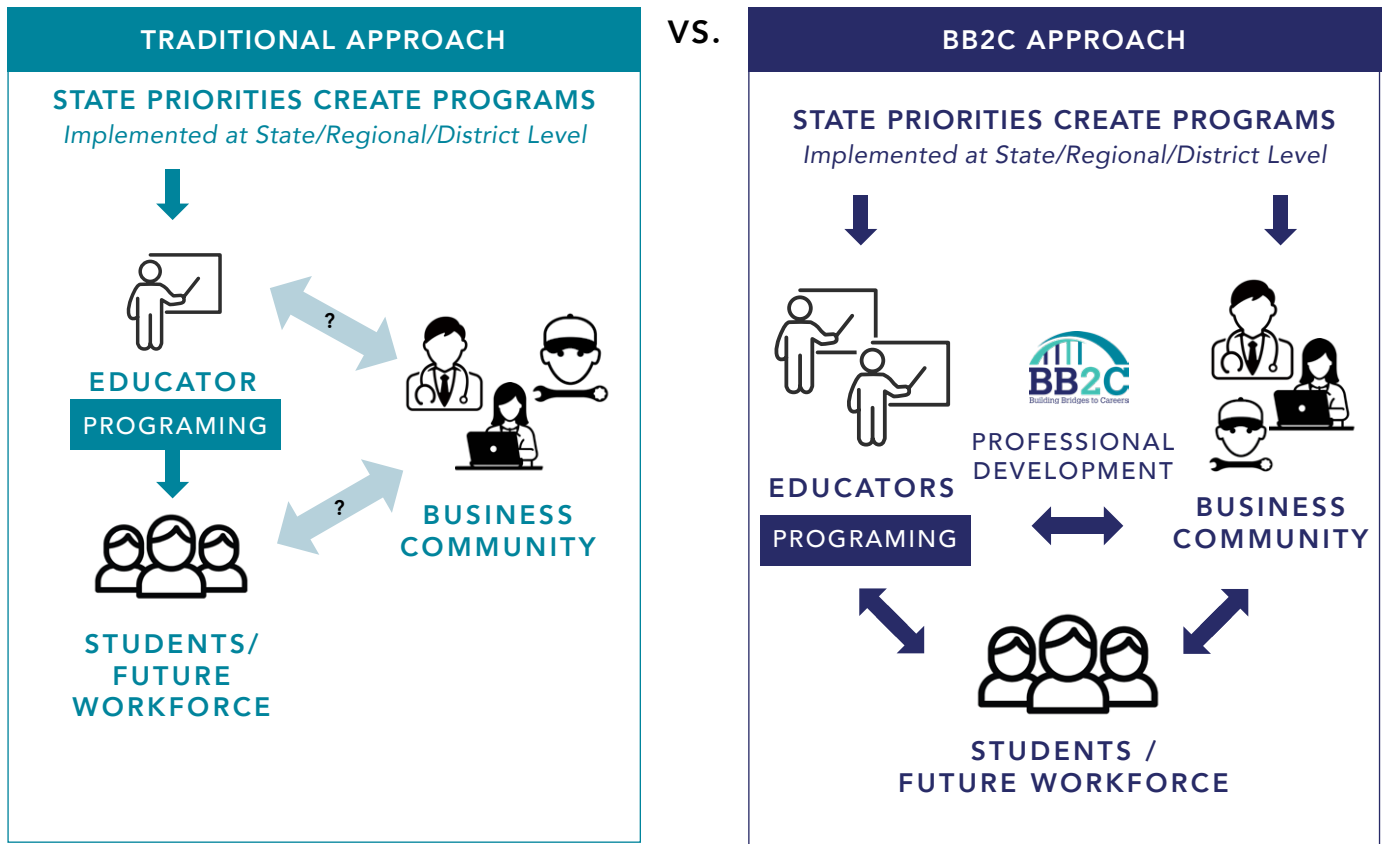 TRADITIONAL APPROACH
STATE PRIORITIES CREATE PROGRAMS
Implemented at State/Regional/District Level
?
EDUCATOR
PROGRAMING
?
BUSINESS
COMMUNITY
STUDENTS/
FUTURE
WORKFORCE
VS.
BB2C APPROACH
STATE PRIORITIES CREATE PROGRAMS
Implemented at State/Regional/District Level
BB2C
Building Bridges to Careers
PROFESSIONAL
DEVELOPMENT
EDUCATORS
PROGRAMING
BUSINESS
COMMUNITY
STUDENTS /
FUTURE WORKFORCE